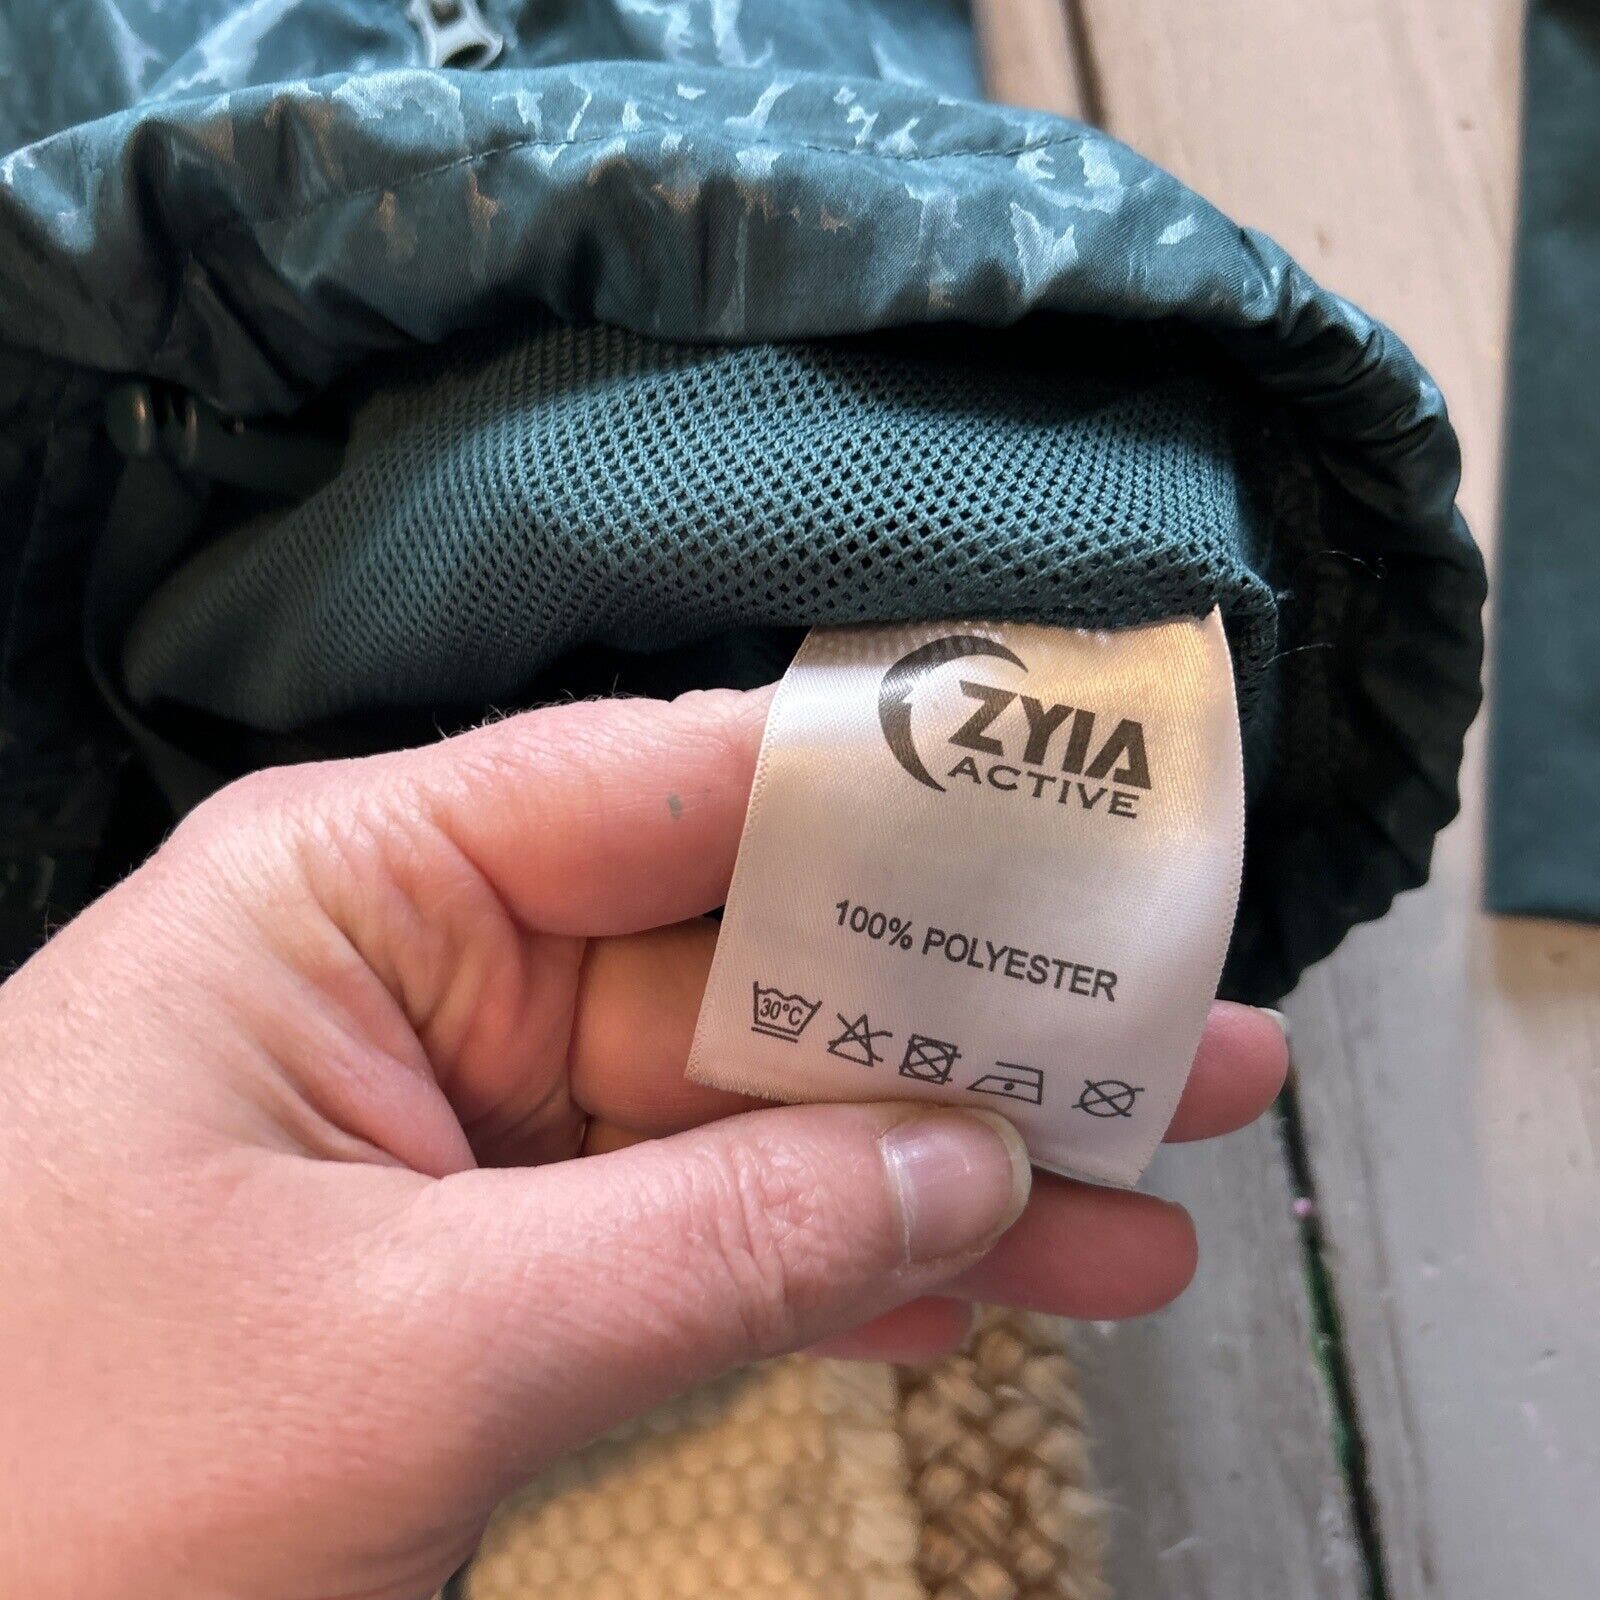 ZYIA
ACTIVE
100% POLYESTER
30°C